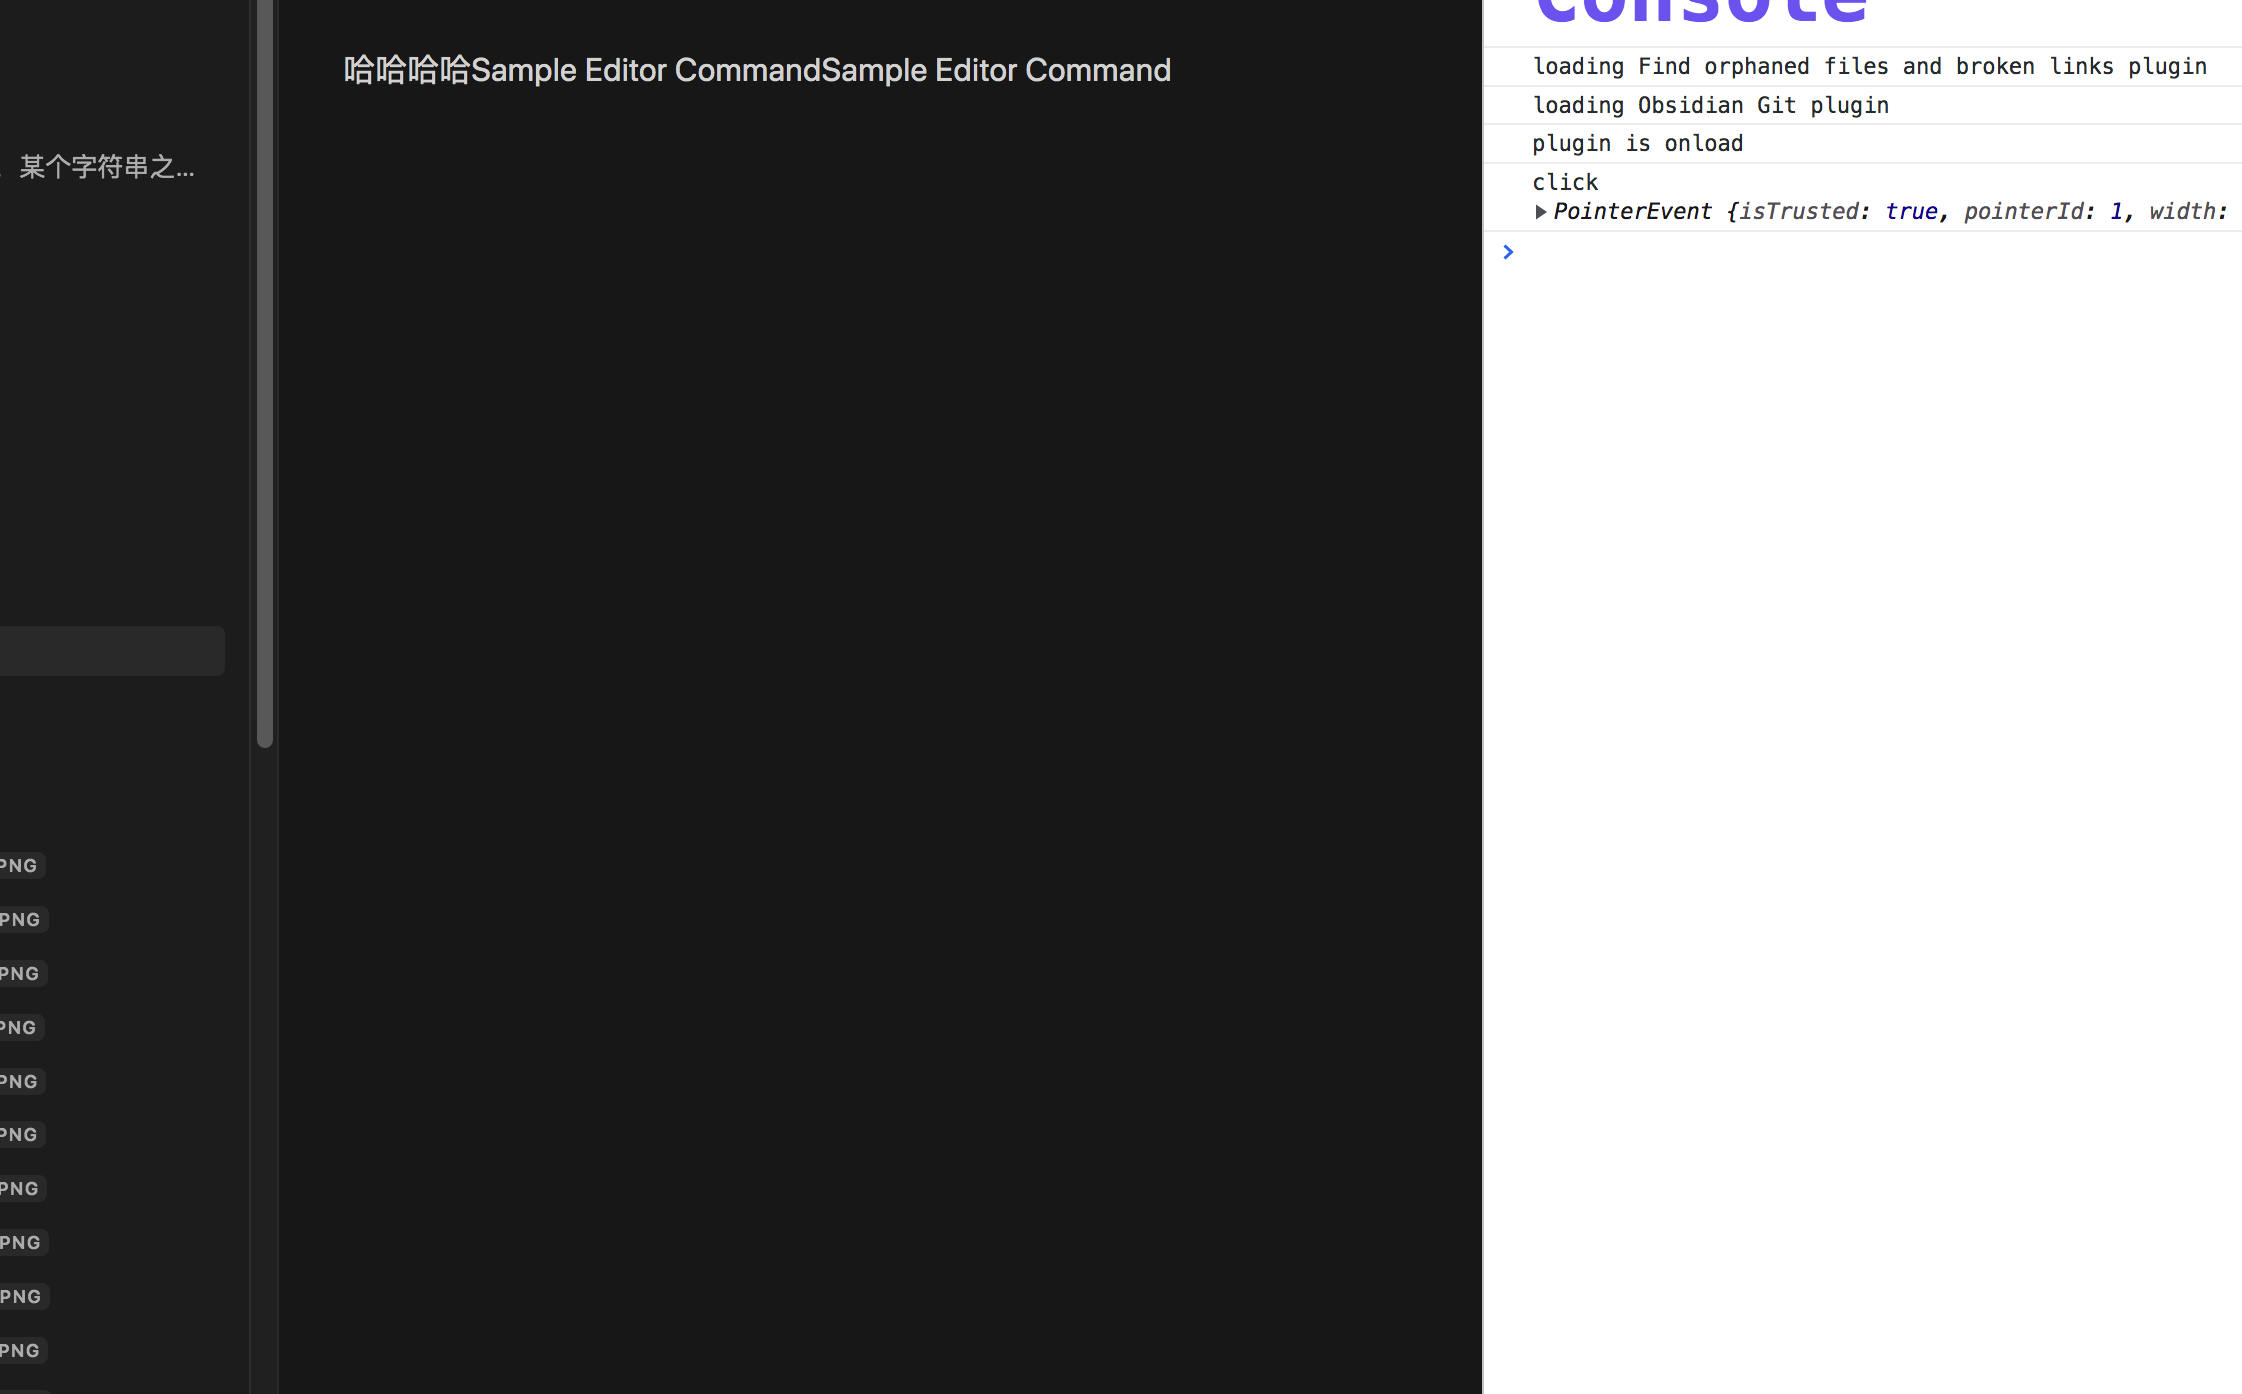 某个字符串之...
PNG
PNG
PNG
PNG
PNG
PNG
PNG
PNG
PNG
PNG
哈哈哈哈Sample Editor CommandSample Editor Command
Console
loading Find orphaned files and broken links plugin
loading Obsidian Git plugin
plugin is onload
click
PointerEvent {isTrusted: true, pointerId: 1, width: